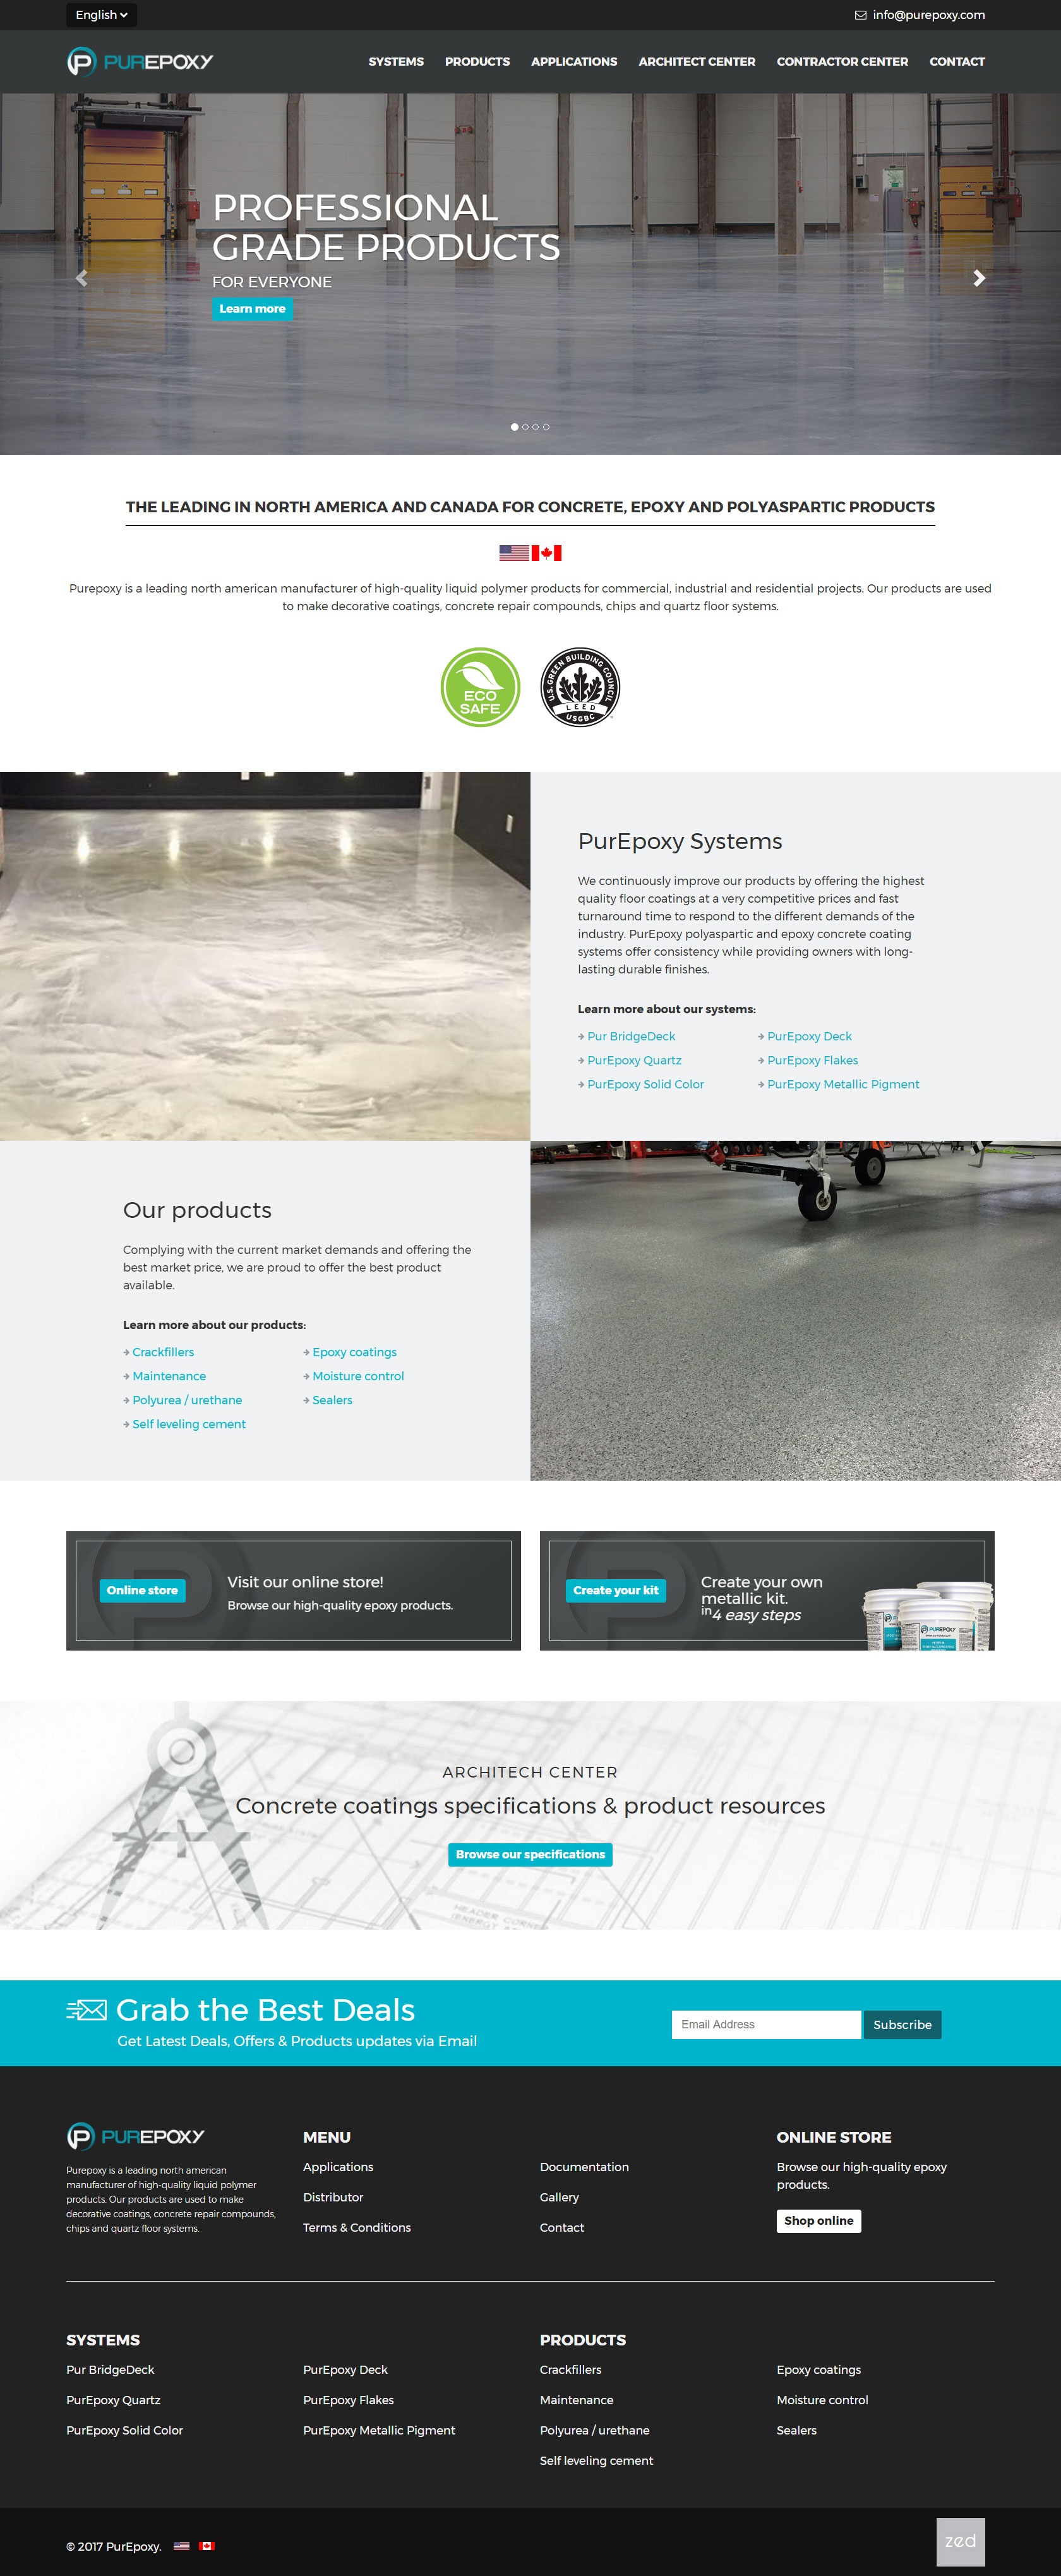 English
info@purepoxy.com
PUREPOXY
SYSTEMS PRODUCTS APPLICATIONS ARCHITECT CENTER CONTRACTOR CENTER CONTACT
PROFESSIONAL
GRADE PRODUCTS
FOR EVERYONE
Learn more
THE LEADING IN NORTH AMERICA AND CANADA FOR CONCRETE, EPOXY AND POLYASPARTIC PRODUCTS
Purepoxy is a leading north american manufacturer of high-quality liquid polymer products for commercial, industrial and residential projects. Our products are used
to make decorative coatings, concrete repair compounds, chips and quartz floor systems.
ECO
SAFE
U.S. GREEN BUILDING COUNCIL
LEED
USGBC
PurEpoxy Systems
We continuously improve our products by offering the highest
quality floor coatings at a very competitive prices and fast
turnaround time to respond to the different demands of the
industry. PurEpoxy polyaspartic and epoxy concrete coating
systems offer consistency while providing owners with long-
lasting durable finishes.
Learn more about our systems:
Pur BridgeDeck
PurEpoxy Deck
PurEpoxy Quartz
PurEpoxy Flakes
PurEpoxy Solid Color
PurEpoxy Metallic Pigment
Our products
Complying with the current market demands and offering the
best market price, we are proud to offer the best product
available.
Learn more about our products:
Crackfillers
Epoxy coatings
Maintenance
Moisture control
Polyurea / urethane
Sealers
Self leveling cement
Online store
Visit our online store!
Browse our high-quality epoxy products.
Create your kit
Create your own
metallic kit.
in 4 easy steps
PUREPOXY
ARCHITECH CENTER
Concrete coatings specifications & product resources
Browse our specifications
HEADER
Grab the Best Deals
Get Latest Deals, Offers & Products updates via Email
Email Address
Subscribe
PUREPOXY
Purepoxy is a leading north american
manufacturer of high-quality liquid polymer
products. Our products are used to make
decorative coatings, concrete repair compounds,
chips and quartz floor systems.
MENU
Applications
Documentation
Distributor
Gallery
Terms & Conditions
Contact
ONLINE STORE
Browse our high-quality epoxy
products.
Shop online
SYSTEMS
Pur BridgeDeck
PurEpoxy Deck
PurEpoxy Quartz
PurEpoxy Flakes
PurEpoxy Solid Color
PurEpoxy Metallic Pigment
PRODUCTS
Crackfillers
Epoxy coatings
Maintenance
Moisture control
Polyurea / urethane
Sealers
Self leveling cement
© 2017 PurEpoxy.
zed